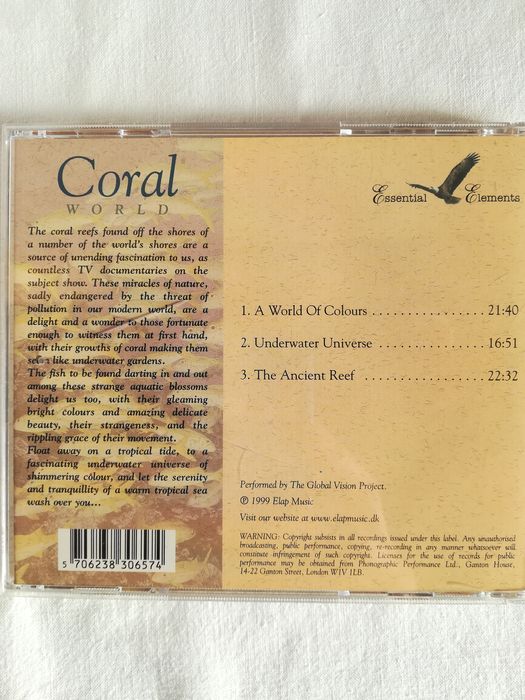 Coral
WORLD
The coral reefs found off the shores of
a number of the world's shores are a
source of unending fascination to us, as
countless TV documentaries on the
subject show. These miracles of nature,
sadly endangered by the threat of
pollution in our modern world, are a
delight and a wonder to those fortunate
enough to witness them at first hand,
with their growths of coral making them
like underwater gardens.
The fish to be found darting in and out
among these strange aquatic blossoms
delight us too, with their gleaming
bright colours and amazing delicate
beauty, their strangeness, and the
rippling grace of their movement.
Float away on a tropical tide, to a
fascinating underwater universe of
shimmering colour, and let the serenity
and tranquillity of a warm tropical sea
wash over you...
5 706238 306574
Essential Elements
1. A World Of Colours .................. 21:40
2. Underwater Universe ................ 16:51
3. The Ancient Reef ................... 22:32
Performed by The Global Vision Project.
℗ 1999 Elap Music
Visit our website at www.elapmusic.dk
WARNING: Copyright subsists in all recordings issued under this label. Any unauthorised
broadcasting, public performance, copying, re-recording in any manner whatsoever will
constitute infringement of such copyright. Licenses for the use of records for public
performance may be obtained from Phonographic Performance Ltd., Ganton House,
14-22 Ganton Street, London W1V 1LB.